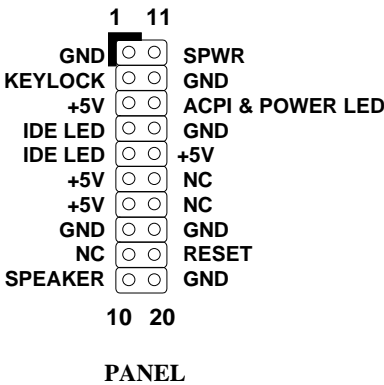 1 11
GND SPWR
KEYLOCK GND
+5V ACPI & POWER LED
IDE LED GND
IDE LED +5V
+5V NC
+5V NC
GND GND
NC RESET
SPEAKER GND
10 20
PANEL